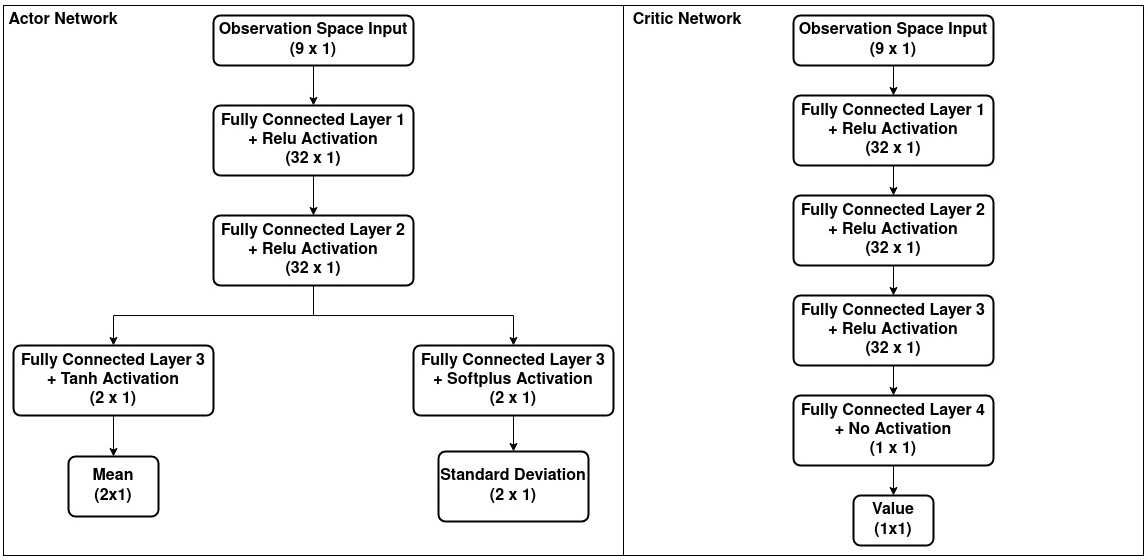 Actor Network
Observation Space Input
(9 x 1)
Fully Connected Layer 1
+ Relu Activation
(32 x 1)
Fully Connected Layer 2
+ Relu Activation
(32 x 1)
Fully Connected Layer 3
+ Tanh Activation
(2 x 1)
Mean
(2x1)
Fully Connected Layer 3
+ Softplus Activation
(2 x 1)
Standard Deviation
(2 x 1)
Critic Network
Observation Space Input
(9 x 1)
Fully Connected Layer 1
+ Relu Activation
(32 x 1)
Fully Connected Layer 2
+ Relu Activation
(32 x 1)
Fully Connected Layer 3
+ Relu Activation
(32 x 1)
Fully Connected Layer 4
+ No Activation
(1 x 1)
Value
(1x1)